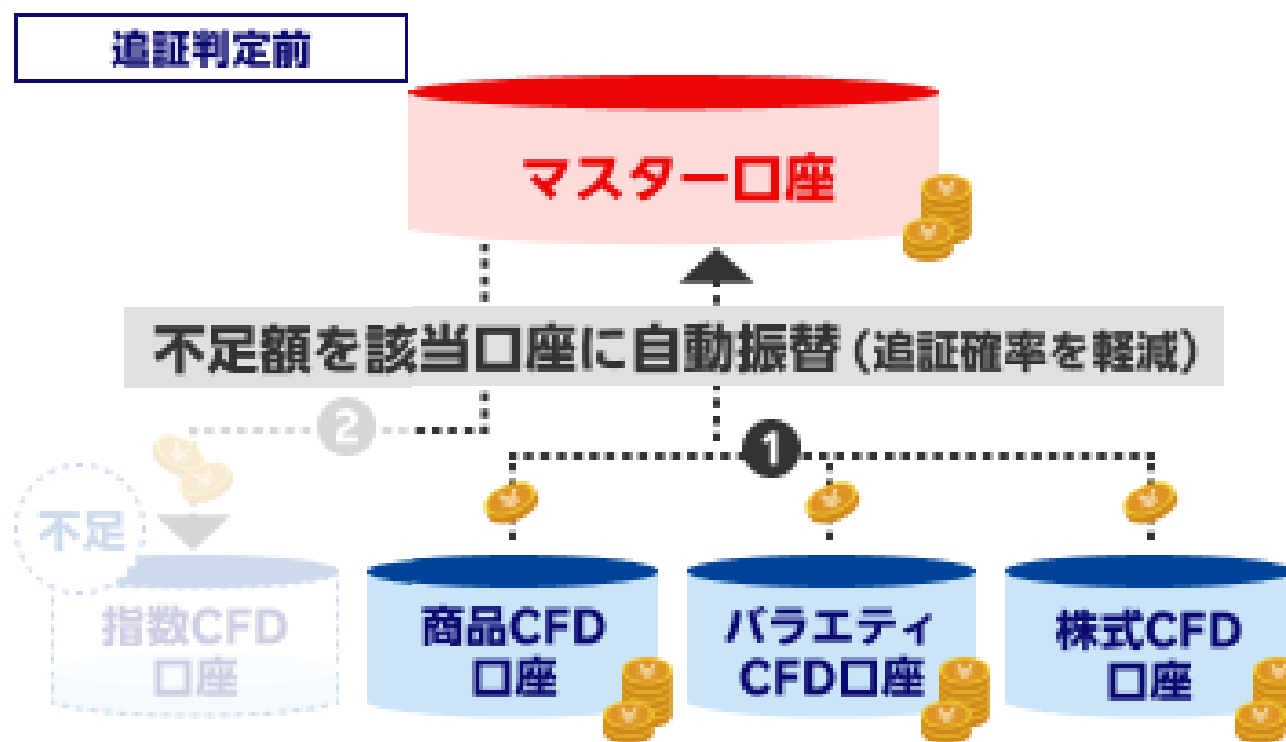 追証判定前
マスター口座
不足額を該当口座に自動振替(追証確率を軽減)
2
1
不足
指数CFD
口座
商品CFD
口座
バラエティ
CFD口座
株式CFD
口座